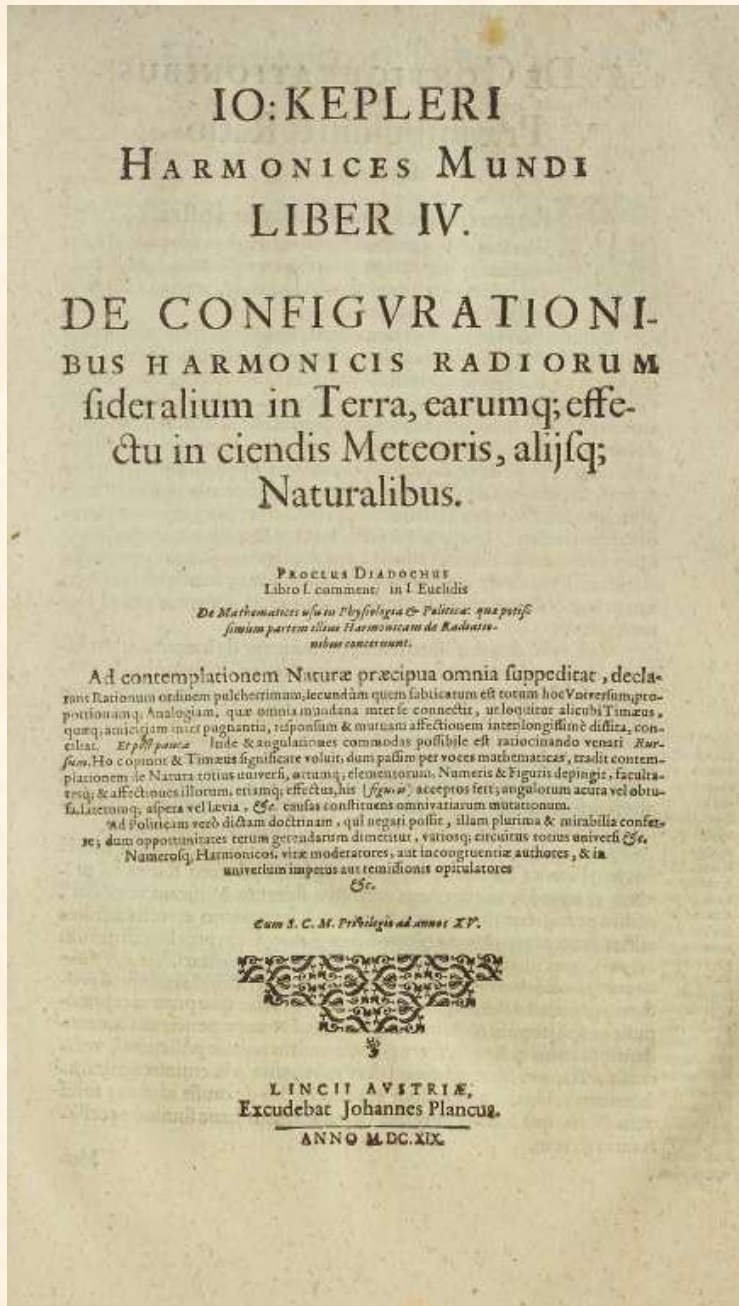 IO: KEPLERI
HARMONICES MUNDI
LIBER IV.
DE CONFIGVRATIONI-
BUS HARMONICIS RADIORUM
ſideralium in Terra, earumq; effe-
ctu in ciendis Meteoris, alijſq;
Naturalibus.
PROCLUS DIADOCHUS
Libro I. comment: in I Euclidis
De Mathematices uſu in Phyſiologia & Politica: quæ potiſ-
ſimum partem illius Harmonicam de Radiatio-
nibus concernunt.
Ad contemplationem Naturæ præcipua omnia ſuppeditat, decla-
rans Rationum ordinem pulcherrimum, ſecundùm quem fabricatum eſt totum hoc Vniverſum, pro-
portionamq; Analogiam, quæ omnia mundana inter ſe connectit, ut loquitur alicubi Timæus,
quæq; amicitiam inter pugnantia, reſponſum & mutuam affectionem inter longiſſimè diſſita, con-
ciliat. Et poſt pauca Inde & angulationes commodas poſſibile eſt ratiocinando venari Rur-
ſum. Ho copinor & Timæus ſignificare voluit, dum paſſim per voces mathematicas, tradit contem-
plationem de Natura totius univerſi, ortumq; elementorum, Numeris & Figuris depingit, faculta-
teſq; & affectiones illorum, etiamq; effectus, his (figuris) acceptos fert; angulorum acuta vel obtu-
ſa, Laterumq; aſpera vel Lævia, &c. cauſas conſtituens omnivariarum mutationum.
Ad Politicam verò dictam doctrinam, quî negari poſſit, illam plurima & mirabilia confer-
re; dum opportunitates rerum gerendarum dimetitur, variosq; circuitus totius univerſi &c.
Numeroſq; Harmonicos, vitæ moderatores, aut incongruentiæ authores, & in
univerſum impetus aut remiſſionis opitulatores
&c.
Cum S. C. M. Privilegio ad annos XV.
LINCII AVSTRIÆ,
Excudebat Johannes Plancus.
ANNO M.DC.XIX.